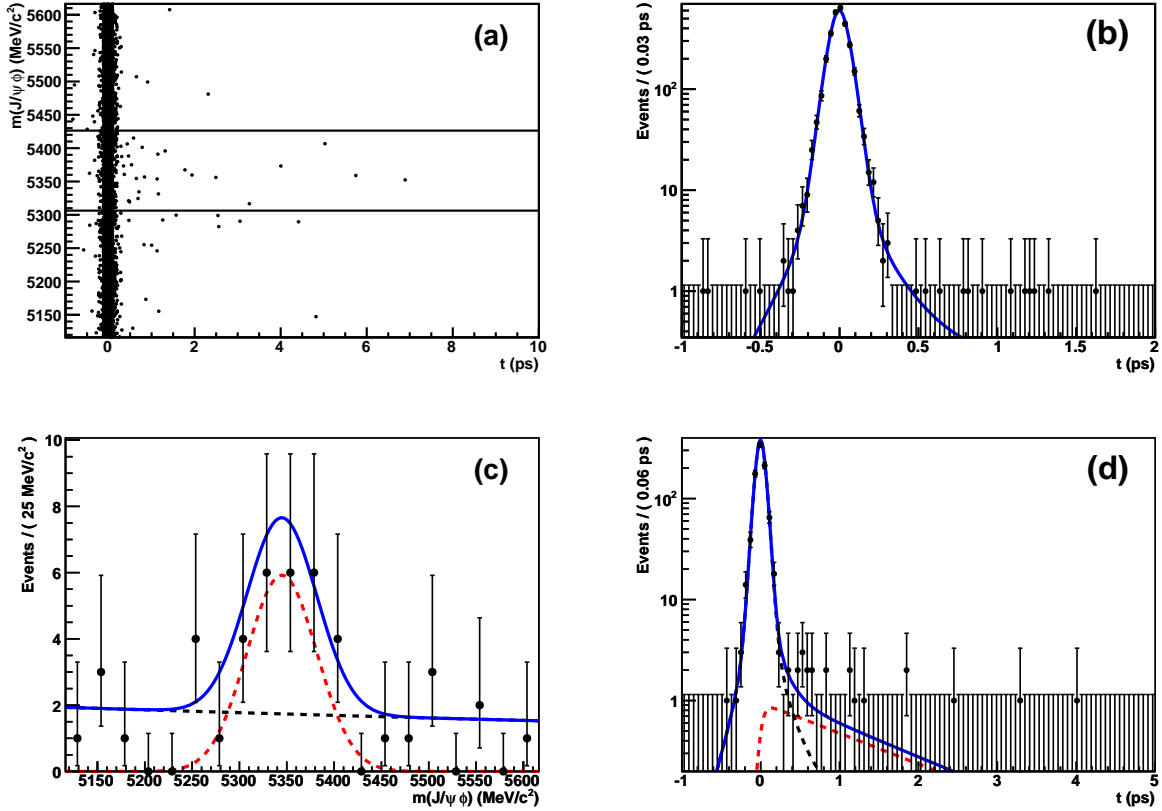 m(J/ψ φ) (MeV/c²)
5600
5550
5500
5450
5400
5350
5300
5250
5200
5150
(a)
0 2 4 6 8 10
t (ps)
Events / ( 0.03 ps )
10²
10
1
(b)
-1 -0.5 0 0.5 1 1.5 2
t (ps)
Events / ( 25 MeV/c² )
10
8
6
4
2
0
(c)
5150 5200 5250 5300 5350 5400 5450 5500 5550 5600
m(J/ψ φ) (MeV/c²)
Events / ( 0.06 ps )
10²
10
1
(d)
-1 0 1 2 3 4 5
t (ps)